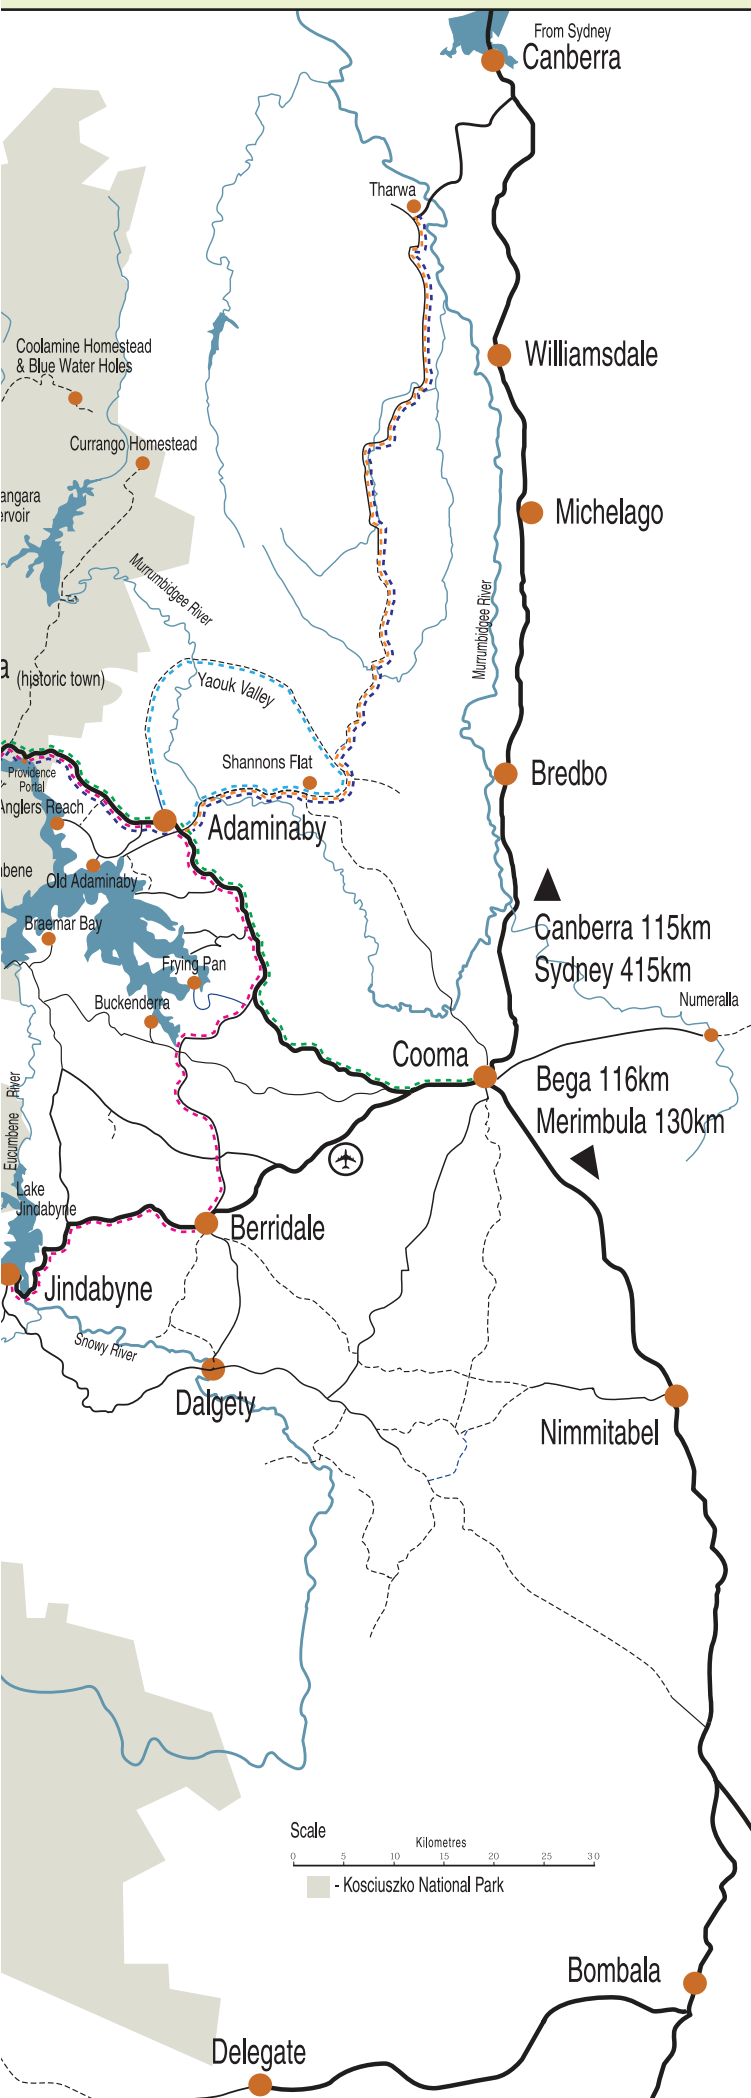 From Sydney
Canberra
Tharwa
Coolamine Homestead
& Blue Water Holes
Williamsdale
Currango Homestead
angara
ervoir
Michelago
Murrumbidgee River
Murrumbidgee River
a (historic town)
Yaouk Valley
Shannons Flat
Providence
Portal
Bredbo
Anglers Reach
Adaminaby
bene
Old Adaminaby
Braemar Bay
Canberra 115km
Sydney 415km
Frying Pan
Buckenderra
Numeralla
Cooma
Bega 116km
Merimbula 130km
Eucumbene River
Lake
Jindabyne
Berridale
Jindabyne
Snowy River
Dalgety
Nimmitabel
Scale
Kilometres
0 5 10 15 20 25 30
- Kosciuszko National Park
Bombala
Delegate